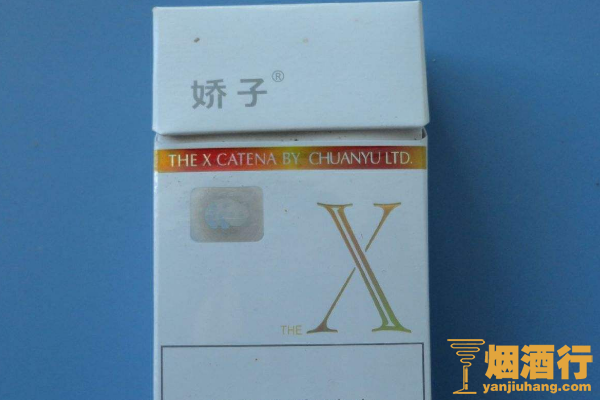 娇子®
THE X CATENA BY CHUANYU LTD.
THE X
烟酒行
yanjiuhang.com